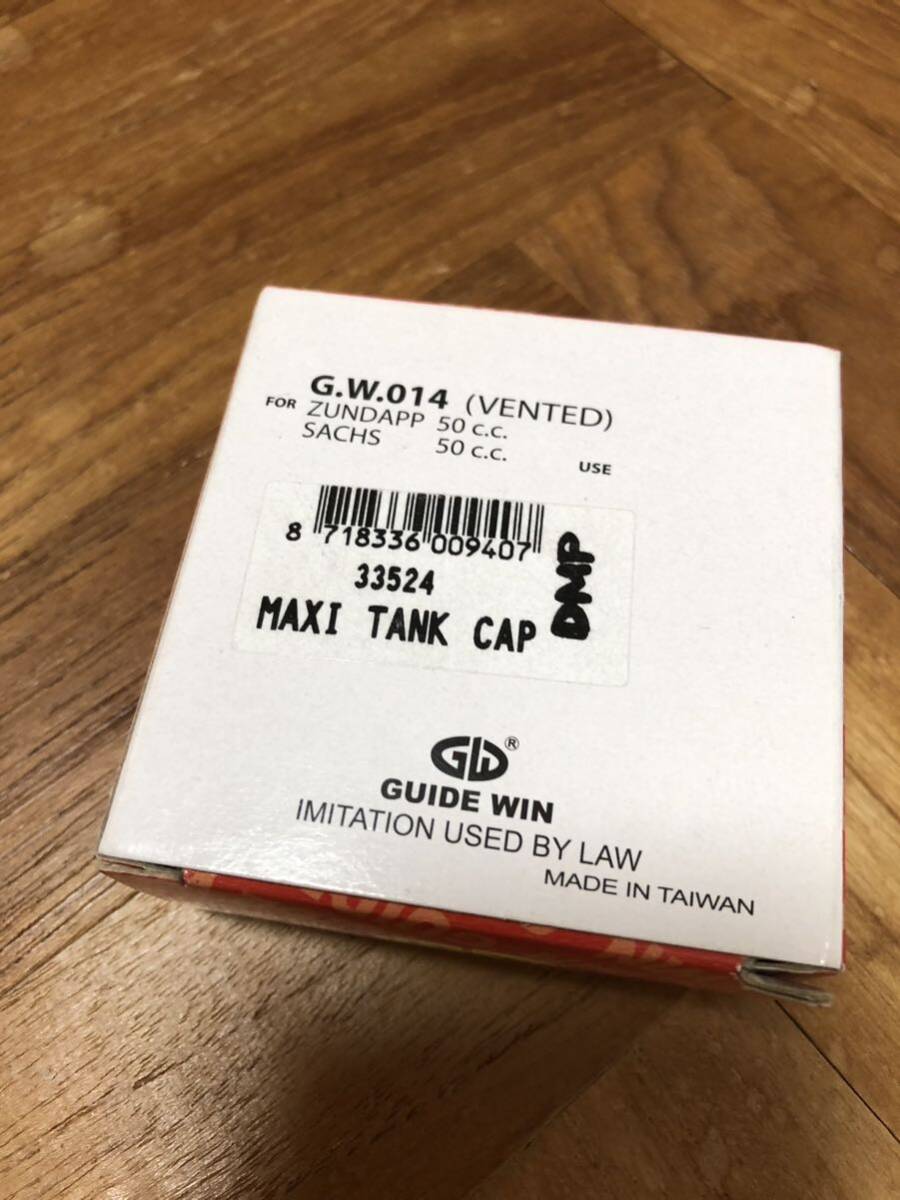 G.W.014 (VENTED)
FOR ZUNDAPP 50 c.c.
SACHS 50 c.c.
USE
8 718336 009407
33524
MAXI TANK CAP
DMP
GW®
GUIDE WIN
IMITATION USED BY LAW
MADE IN TAIWAN